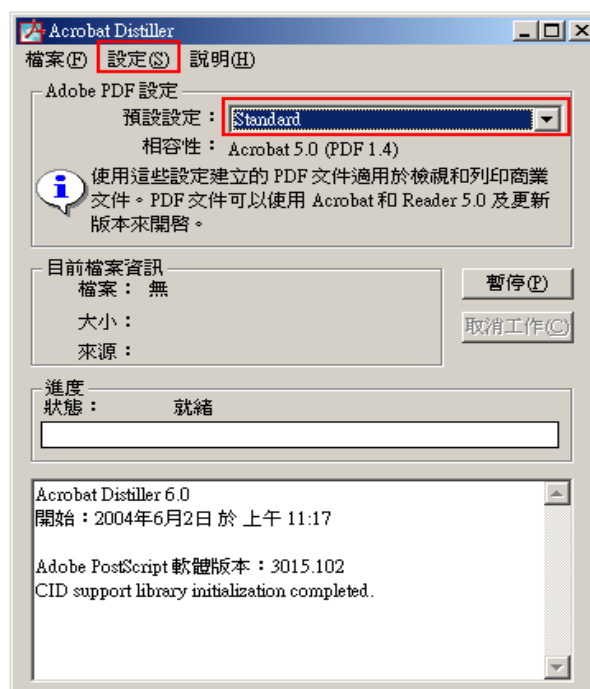 Acrobat Distiller
檔案(F) 設定(S) 說明(H)
Adobe PDF 設定
預設設定： Standard
相容性： Acrobat 5.0 (PDF 1.4)
使用這些設定建立的 PDF 文件適用於檢視和列印商業
文件。PDF 文件可以使用 Acrobat 和 Reader 5.0 及更新
版本來開啓。
目前檔案資訊
檔案： 無
大小：
來源：
暫停(P)
取消工作(C)
進度
狀態： 就緒
Acrobat Distiller 6.0
開始：2004年6月2日 於 上午 11:17
Adobe PostScript 軟體版本：3015.102
CID support library initialization completed.